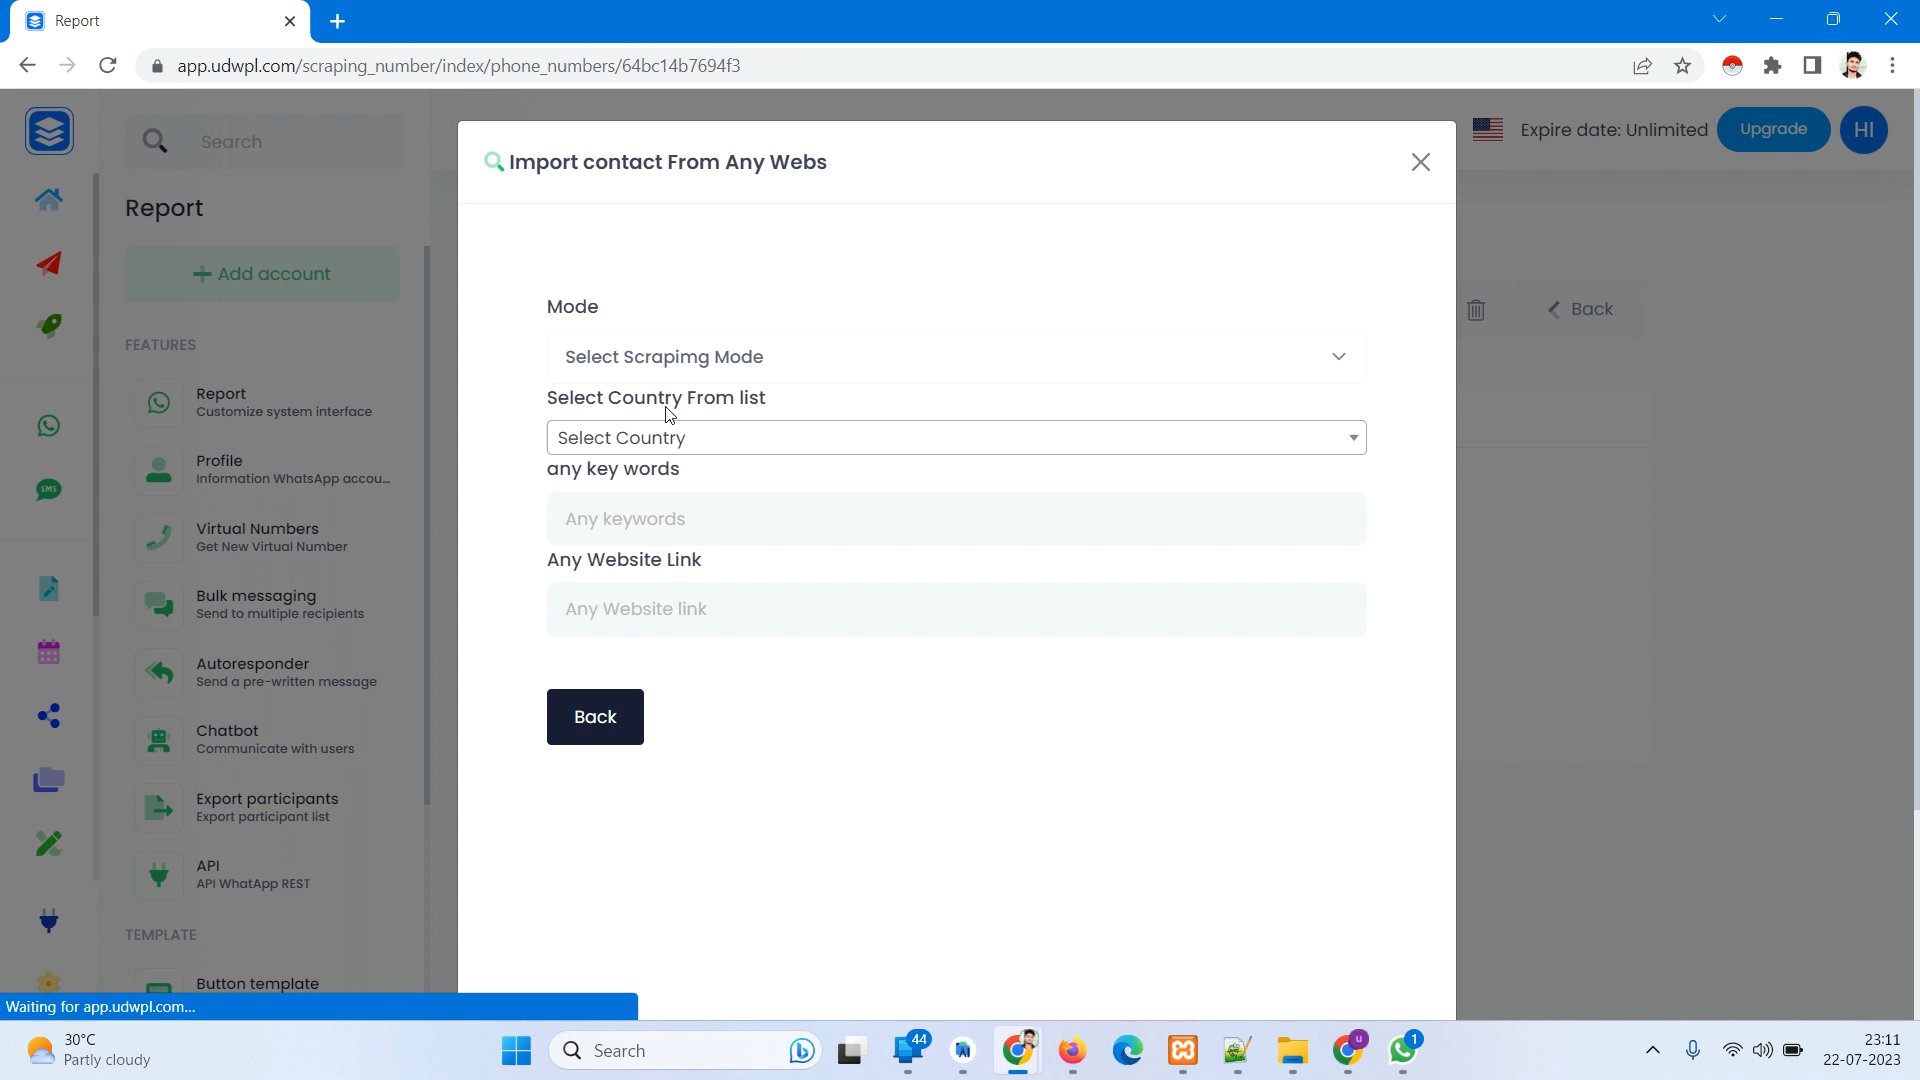 Report
app.udwpl.com/scraping_number/index/phone_numbers/64bc14b7694f3
Search
Import contact From Any Webs
Expire date: Unlimited
Upgrade
HI
Report
Add account
Back
FEATURES
Report
Customize system interface
Profile
Information WhatsApp accou...
Virtual Numbers
Get New Virtual Number
Bulk messaging
Send to multiple recipients
Autoresponder
Send a pre-written message
Chatbot
Communicate with users
Export participants
Export participant list
API
API WhatApp REST
TEMPLATE
Button template
SMS
Mode
Select Scrapimg Mode
Select Country From list
Select Country
any key words
Any keywords
Any Website Link
Any Website link
Back
Waiting for app.udwpl.com...
30°C
Partly cloudy
Search
44
u
1
23:11
22-07-2023